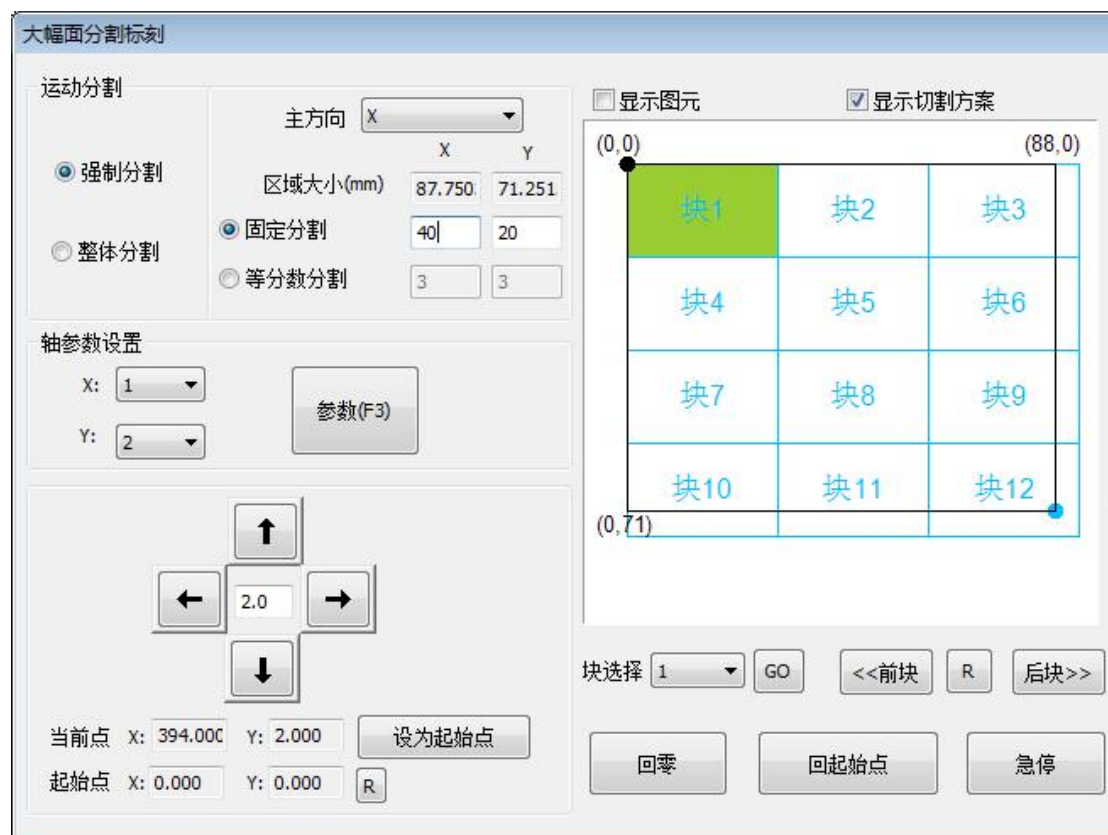 大幅面分割标刻
运动分割
主方向 X
X Y
强制分割
区域大小(mm) 87.750 71.251
固定分割 40 20
整体分割
等分数分割 3 3
轴参数设置
X: 1
Y: 2
参数(F3)
2.0
当前点 X: 394.000 Y: 2.000 设为起始点
起始点 X: 0.000 Y: 0.000 R
显示图元 显示切割方案
(0,0) (88,0)
块1 块2 块3
块4 块5 块6
块7 块8 块9
块10 块11 块12
(0,71)
块选择 1 GO <<前块 R 后块>>
回零 回起始点 急停